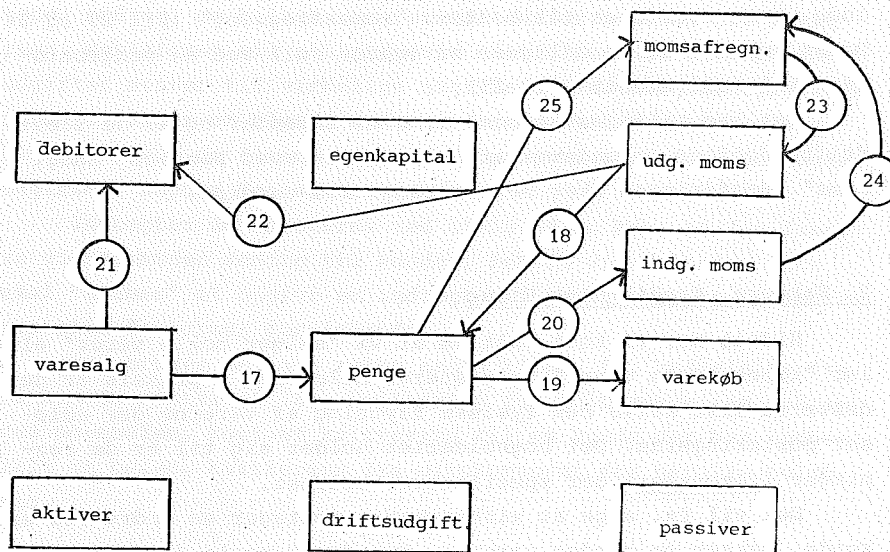 momsafregn.
25
23
debitorer
egenkapital
udg. moms
24
22
18
21
indg. moms
20
varesalg
17
penge
19
varekøb
aktiver
driftsudgift.
passiver